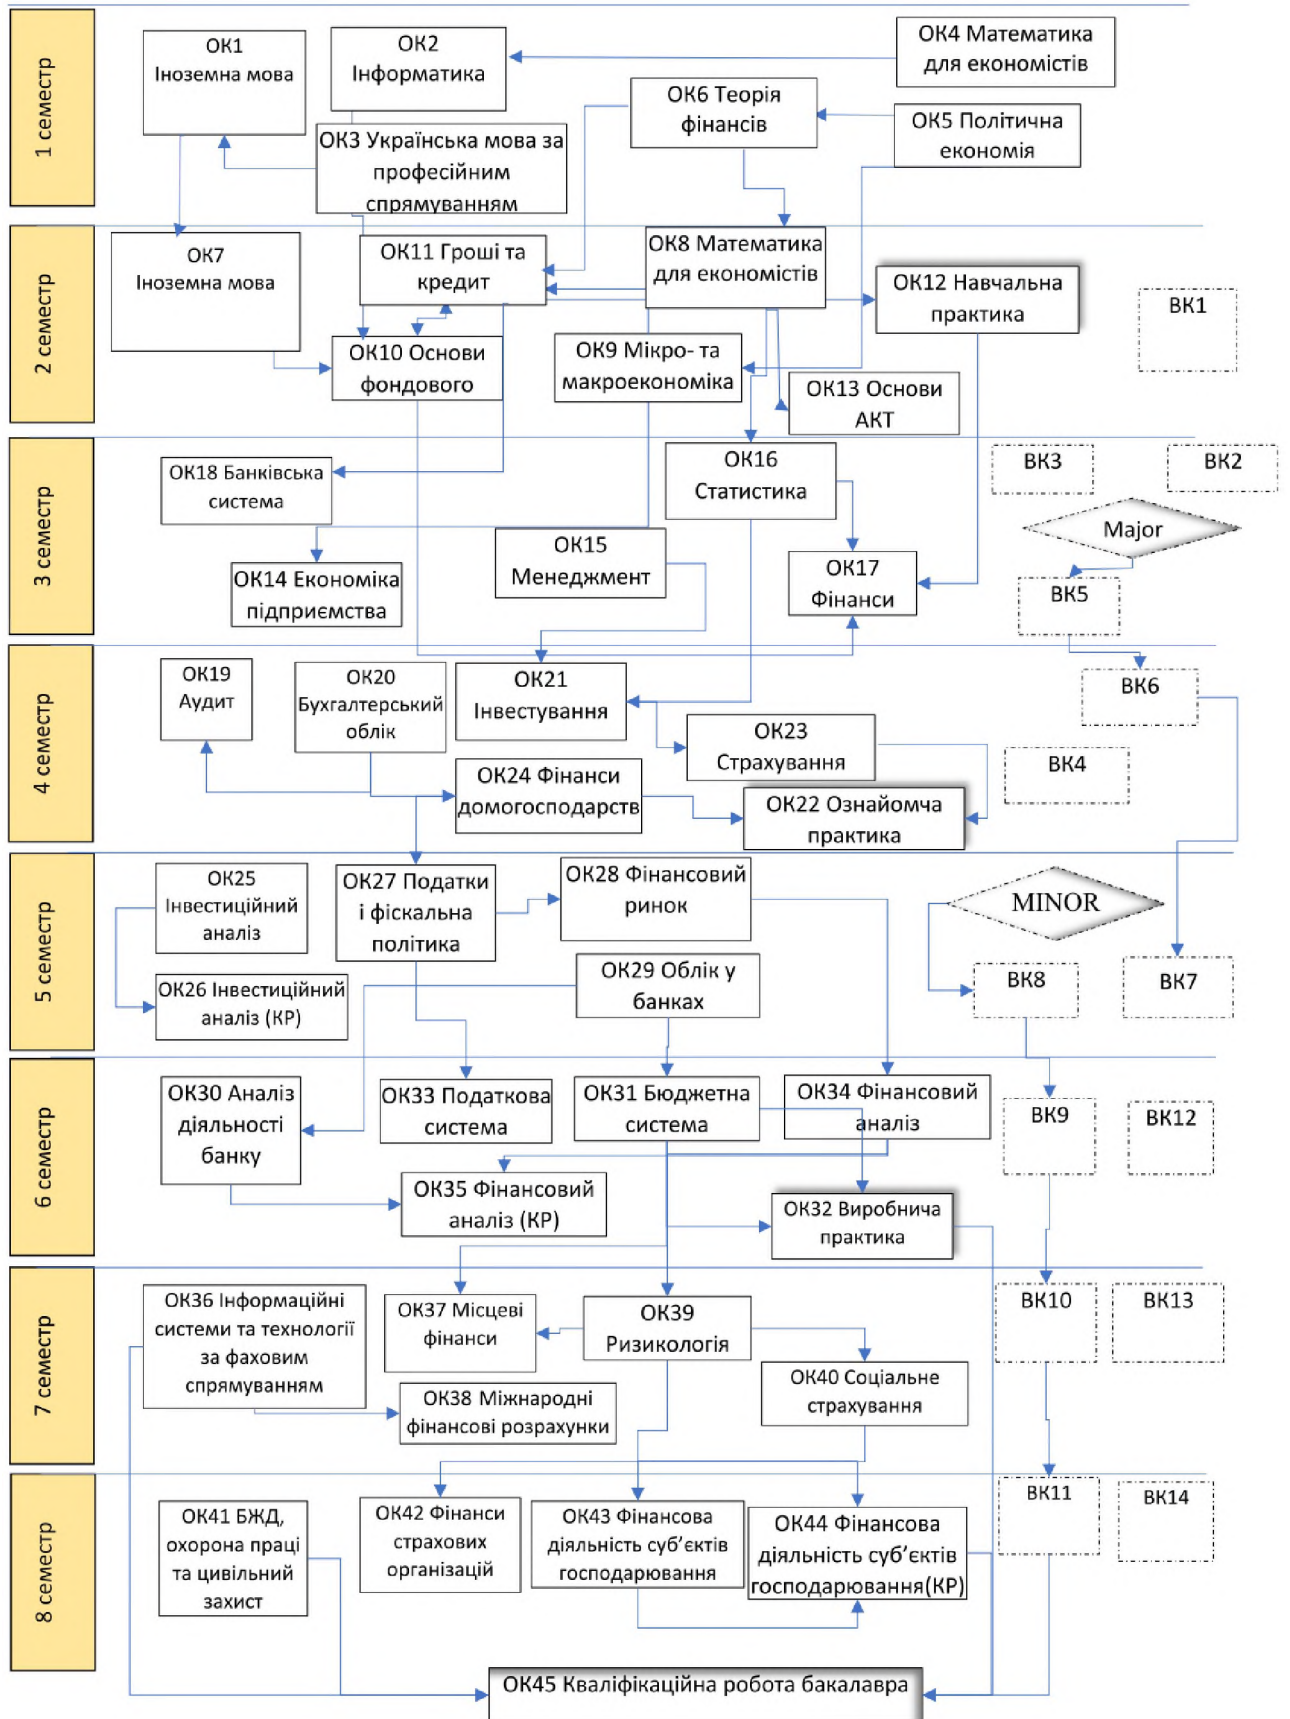 1 семестр
ОК1
Іноземна мова
ОК2
Інформатика
ОК4 Математика
для економістів
ОК6 Теорія
фінансів
ОК5 Політична
економія
ОК3 Українська мова за
професійним
спрямуванням
2 семестр
ОК7
Іноземна мова
ОК11 Гроші та
кредит
ОК8 Математика
для економістів
ОК12 Навчальна
практика
ВК1
ОК10 Основи
фондового
ОК9 Мікро- та
макроекономіка
ОК13 Основи
АКТ
3 семестр
ОК18 Банківська
система
ОК16
Статистика
ВК3
ВК2
Major
ОК15
Менеджмент
ОК14 Економіка
підприємства
ОК17
Фінанси
ВК5
4 семестр
ОК19
Аудит
ОК20
Бухгалтерський
облік
ОК21
Інвестування
ВК6
ОК23
Страхування
ВК4
ОК24 Фінанси
домогосподарств
ОК22 Ознайомча
практика
5 семестр
ОК25
Інвестиційний
аналіз
ОК27 Податки
і фіскальна
політика
ОК28 Фінансовий
ринок
MINOR
ОК26 Інвестиційний
аналіз (КР)
ОК29 Облік у
банках
ВК8
ВК7
6 семестр
ОК30 Аналіз
діяльності
банку
ОК33 Податкова
система
ОК31 Бюджетна
система
ОК34 Фінансовий
аналіз
ВК9
ВК12
ОК35 Фінансовий
аналіз (КР)
ОК32 Виробнича
практика
7 семестр
ОК36 Інформаційні
системи та технології
за фаховим
спрямуванням
ОК37 Місцеві
фінанси
ОК39
Ризикологія
ВК10
ВК13
ОК38 Міжнародні
фінансові розрахунки
ОК40 Соціальне
страхування
8 семестр
ОК41 БЖД,
охорона праці
та цивільний
захист
ОК42 Фінанси
страхових
організацій
ОК43 Фінансова
діяльність суб’єктів
господарювання
ОК44 Фінансова
діяльність суб’єктів
господарювання(КР)
ВК11
ВК14
ОК45 Кваліфікаційна робота бакалавра